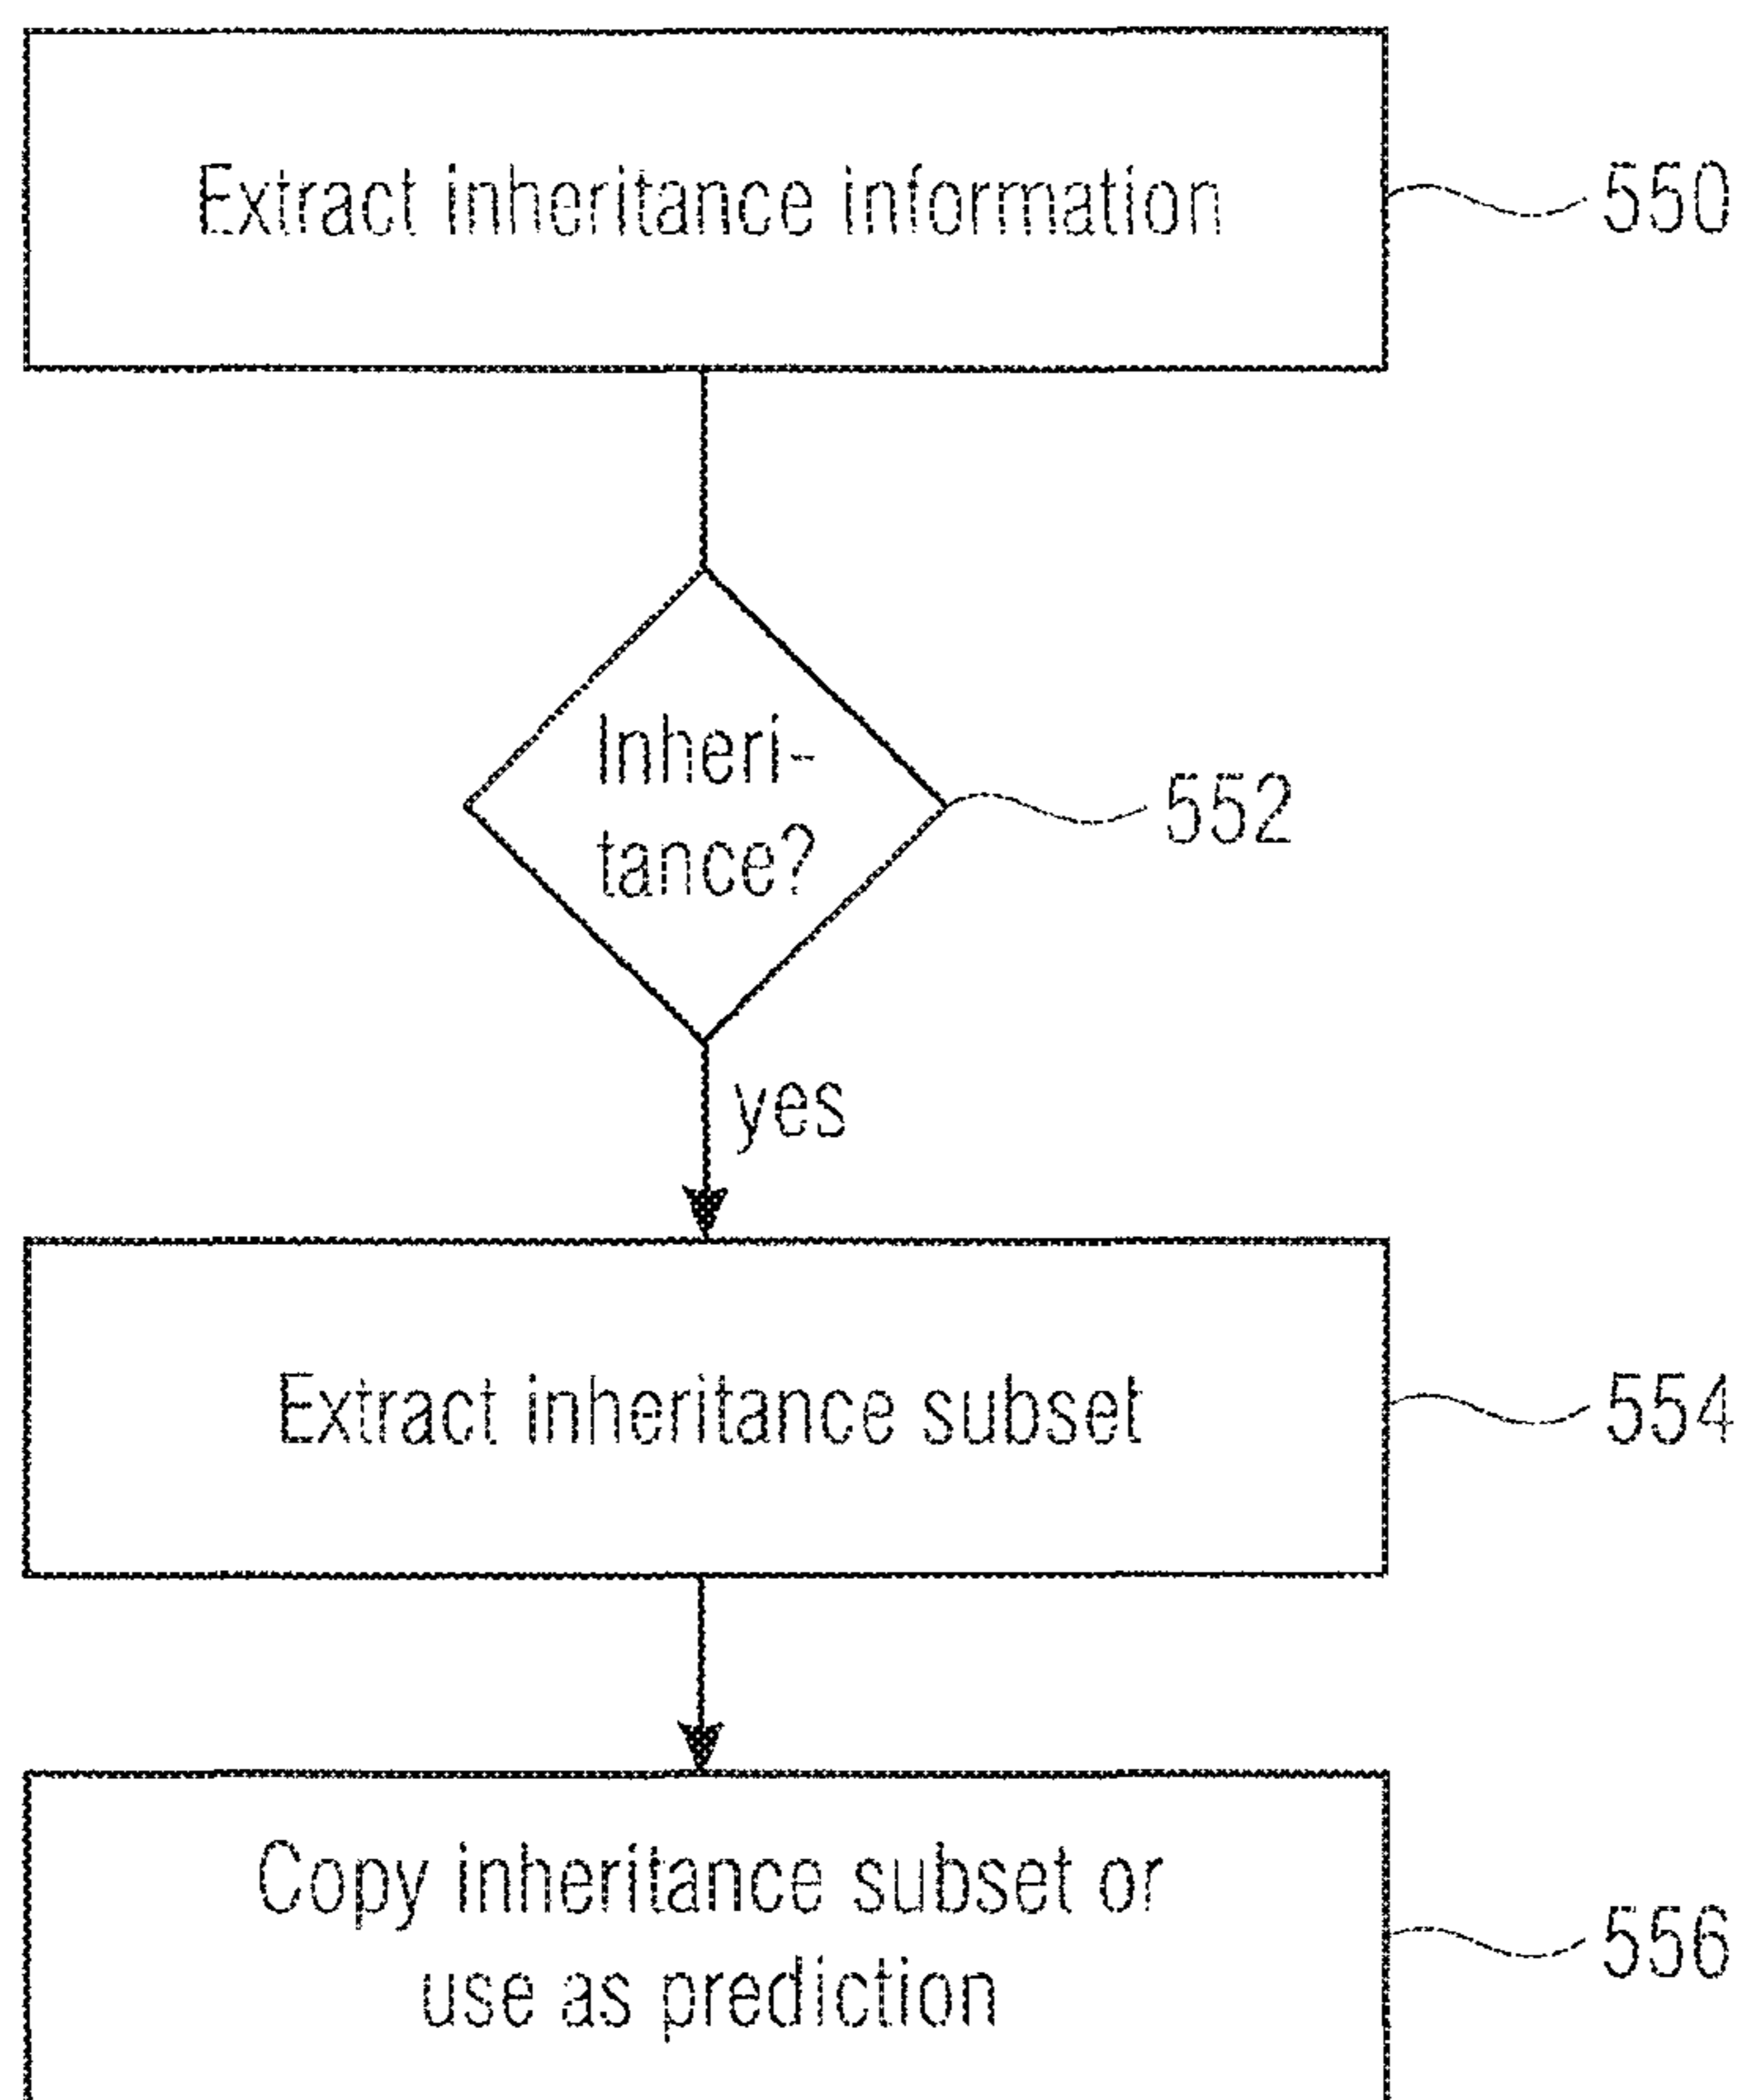 Extract inheritance information
550
Inheri-
tance?
552
yes
Extract inheritance subset
554
Copy inheritance subset or
use as prediction
556